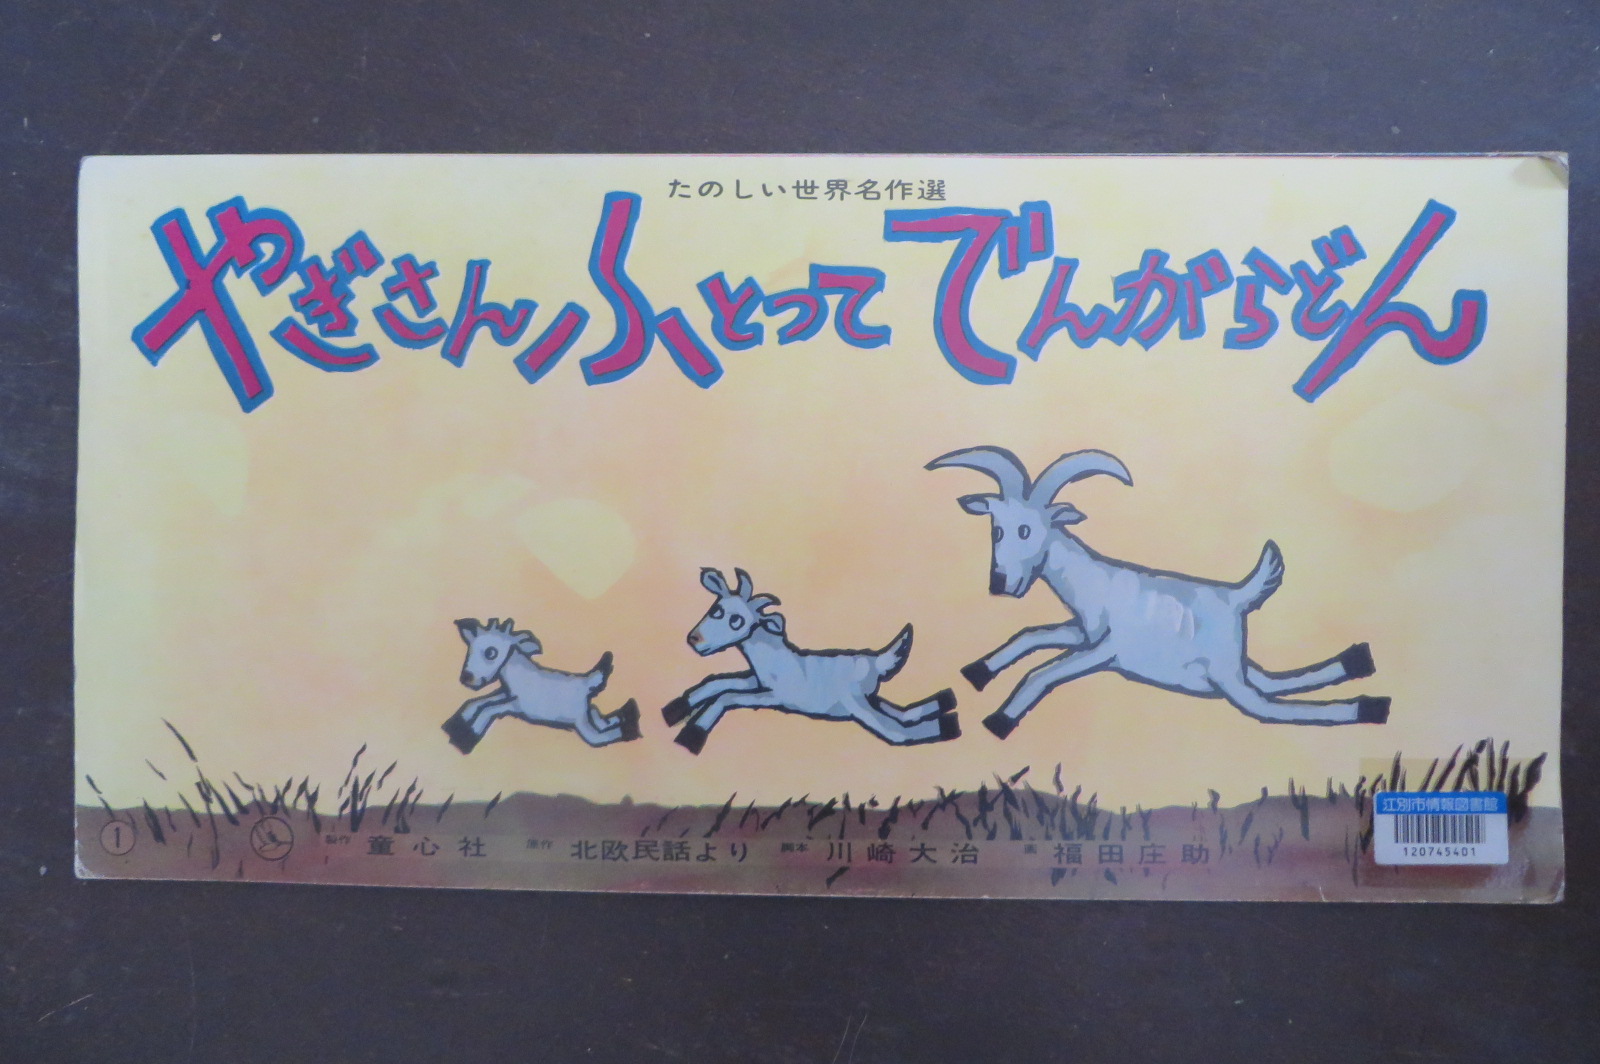 たのしい世界名作選
やぎさんふとってでんがらどん
①
製作 童心社 原作 北欧民話より 脚本 川崎大治 画 福田庄助
江別市情報図書館
120745401